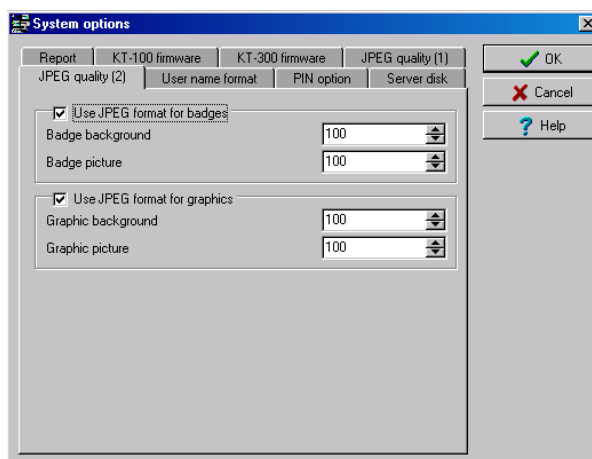 System options
Report KT-100 firmware KT-300 firmware JPEG quality (1)
JPEG quality (2) User name format PIN option Server disk
Use JPEG format for badges
Badge background 100
Badge picture 100
Use JPEG format for graphics
Graphic background 100
Graphic picture 100
OK
Cancel
? Help